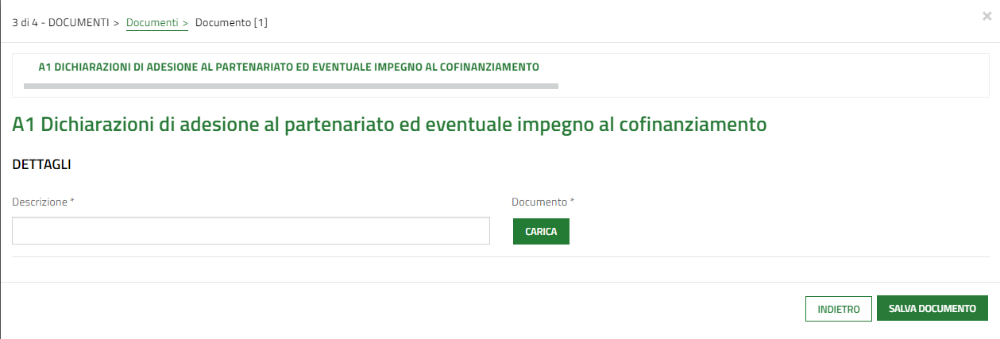 3 di 4 - DOCUMENTI > Documenti > Documento [1]
×
A1 DICHIARAZIONI DI ADESIONE AL PARTENARIATO ED EVENTUALE IMPEGNO AL COFINANZIAMENTO
A1 Dichiarazioni di adesione al partenariato ed eventuale impegno al cofinanziamento
DETTAGLI
Descrizione * Documento *
CARICA
INDIETRO SALVA DOCUMENTO